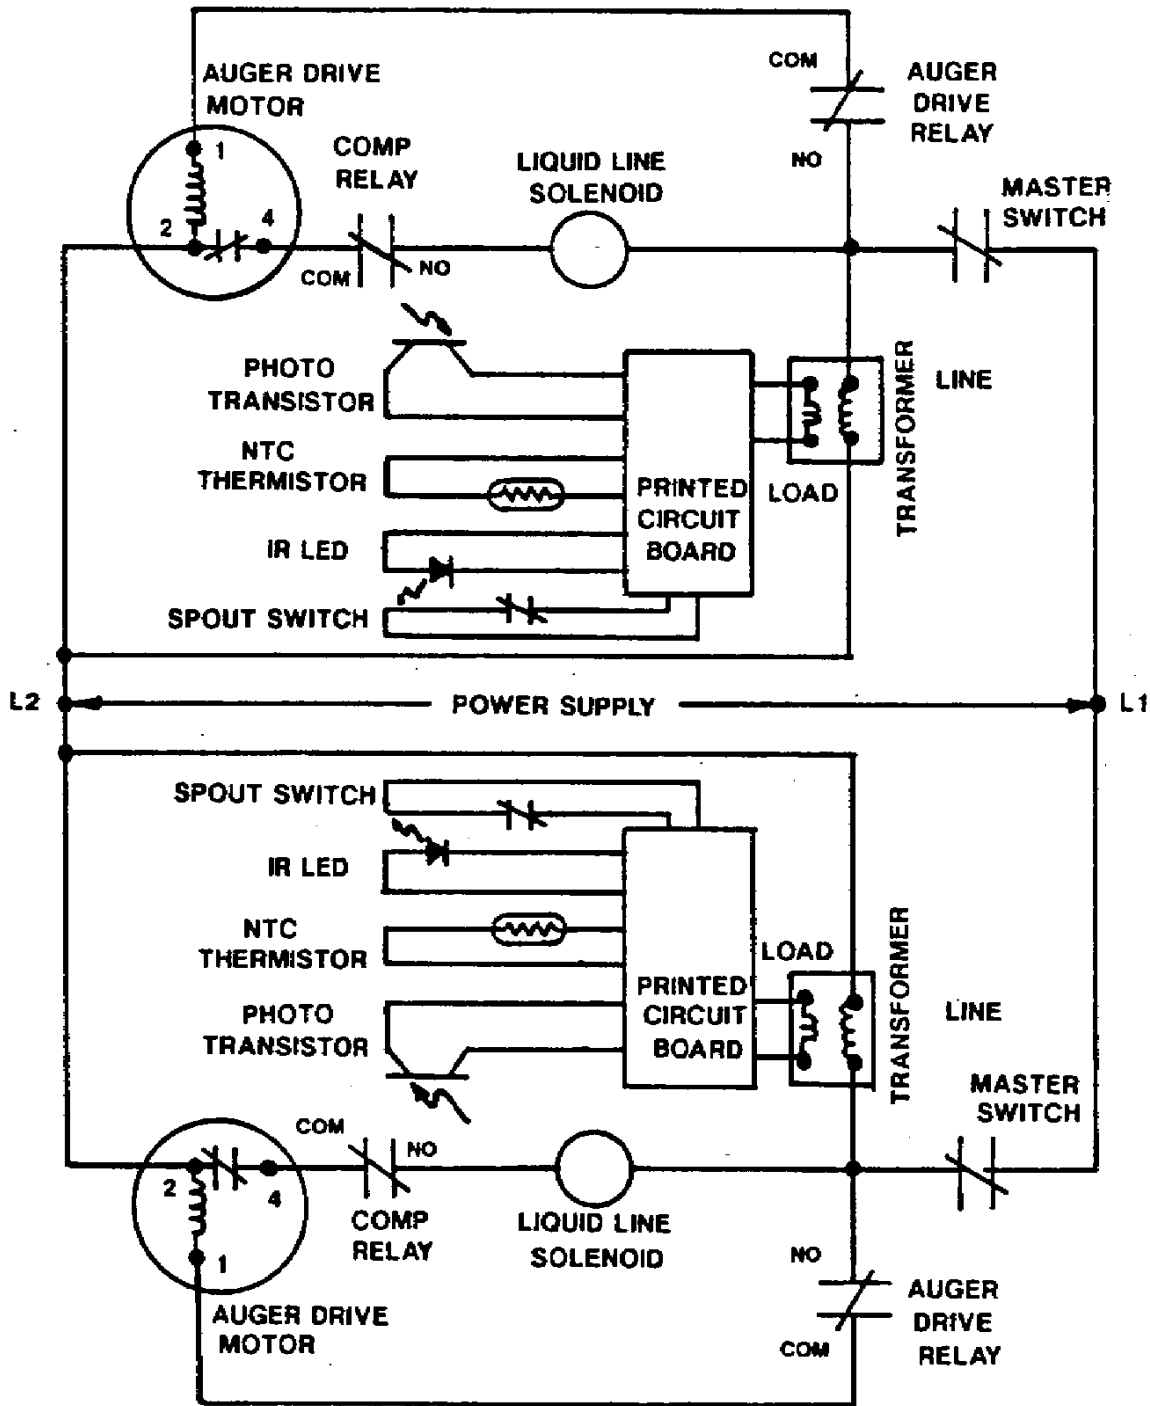 COM
AUGER DRIVE
MOTOR
AUGER
DRIVE
RELAY
1
COMP
RELAY
LIQUID LINE
SOLENOID
NO
MASTER
SWITCH
2
4
COM
NO
PHOTO
TRANSISTOR
TRANSFORMER
LINE
NTC
THERMISTOR
PRINTED
CIRCUIT
BOARD
LOAD
IR LED
SPOUT SWITCH
L2
POWER SUPPLY
L1
SPOUT SWITCH
IR LED
NTC
THERMISTOR
LOAD
TRANSFORMER
PRINTED
CIRCUIT
BOARD
LINE
PHOTO
TRANSISTOR
MASTER
SWITCH
COM
NO
2
4
COMP
RELAY
LIQUID LINE
SOLENOID
1
NO
AUGER DRIVE
MOTOR
AUGER
DRIVE
RELAY
COM